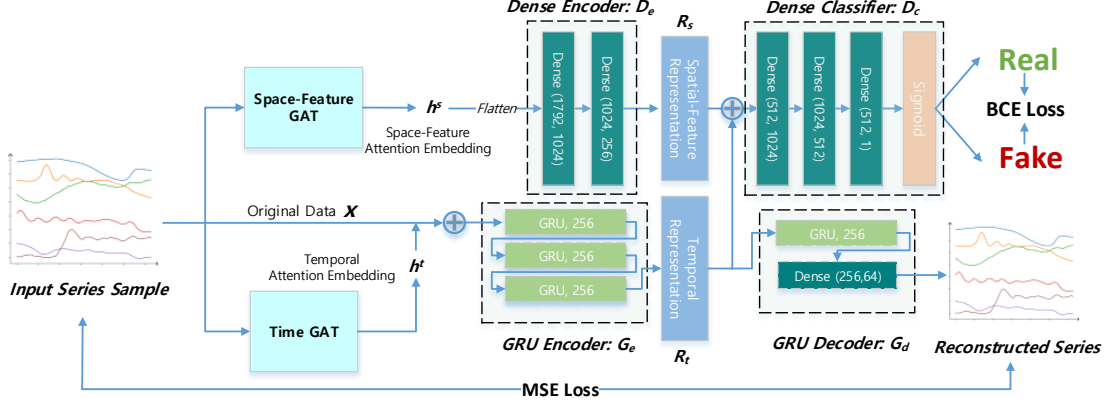 Dense Encoder: De
Rs
Dense Classifier: Dc
Space-Feature
GAT
hs
Flatten
Space-Feature
Attention Embedding
Dense (1792, 1024)
Dense (1024, 256)
Spatial-Feature
Representation
Dense (512, 1024)
Dense (1024, 512)
Dense (512, 1)
Sigmoid
Real
BCE Loss
Fake
Original Data X
Temporal
Attention Embedding
ht
Time GAT
Input Series Sample
GRU, 256
GRU, 256
GRU, 256
GRU Encoder: Ge
Temporal
Representation
Rt
GRU, 256
Dense (256,64)
GRU Decoder: Gd
Reconstructed Series
MSE Loss